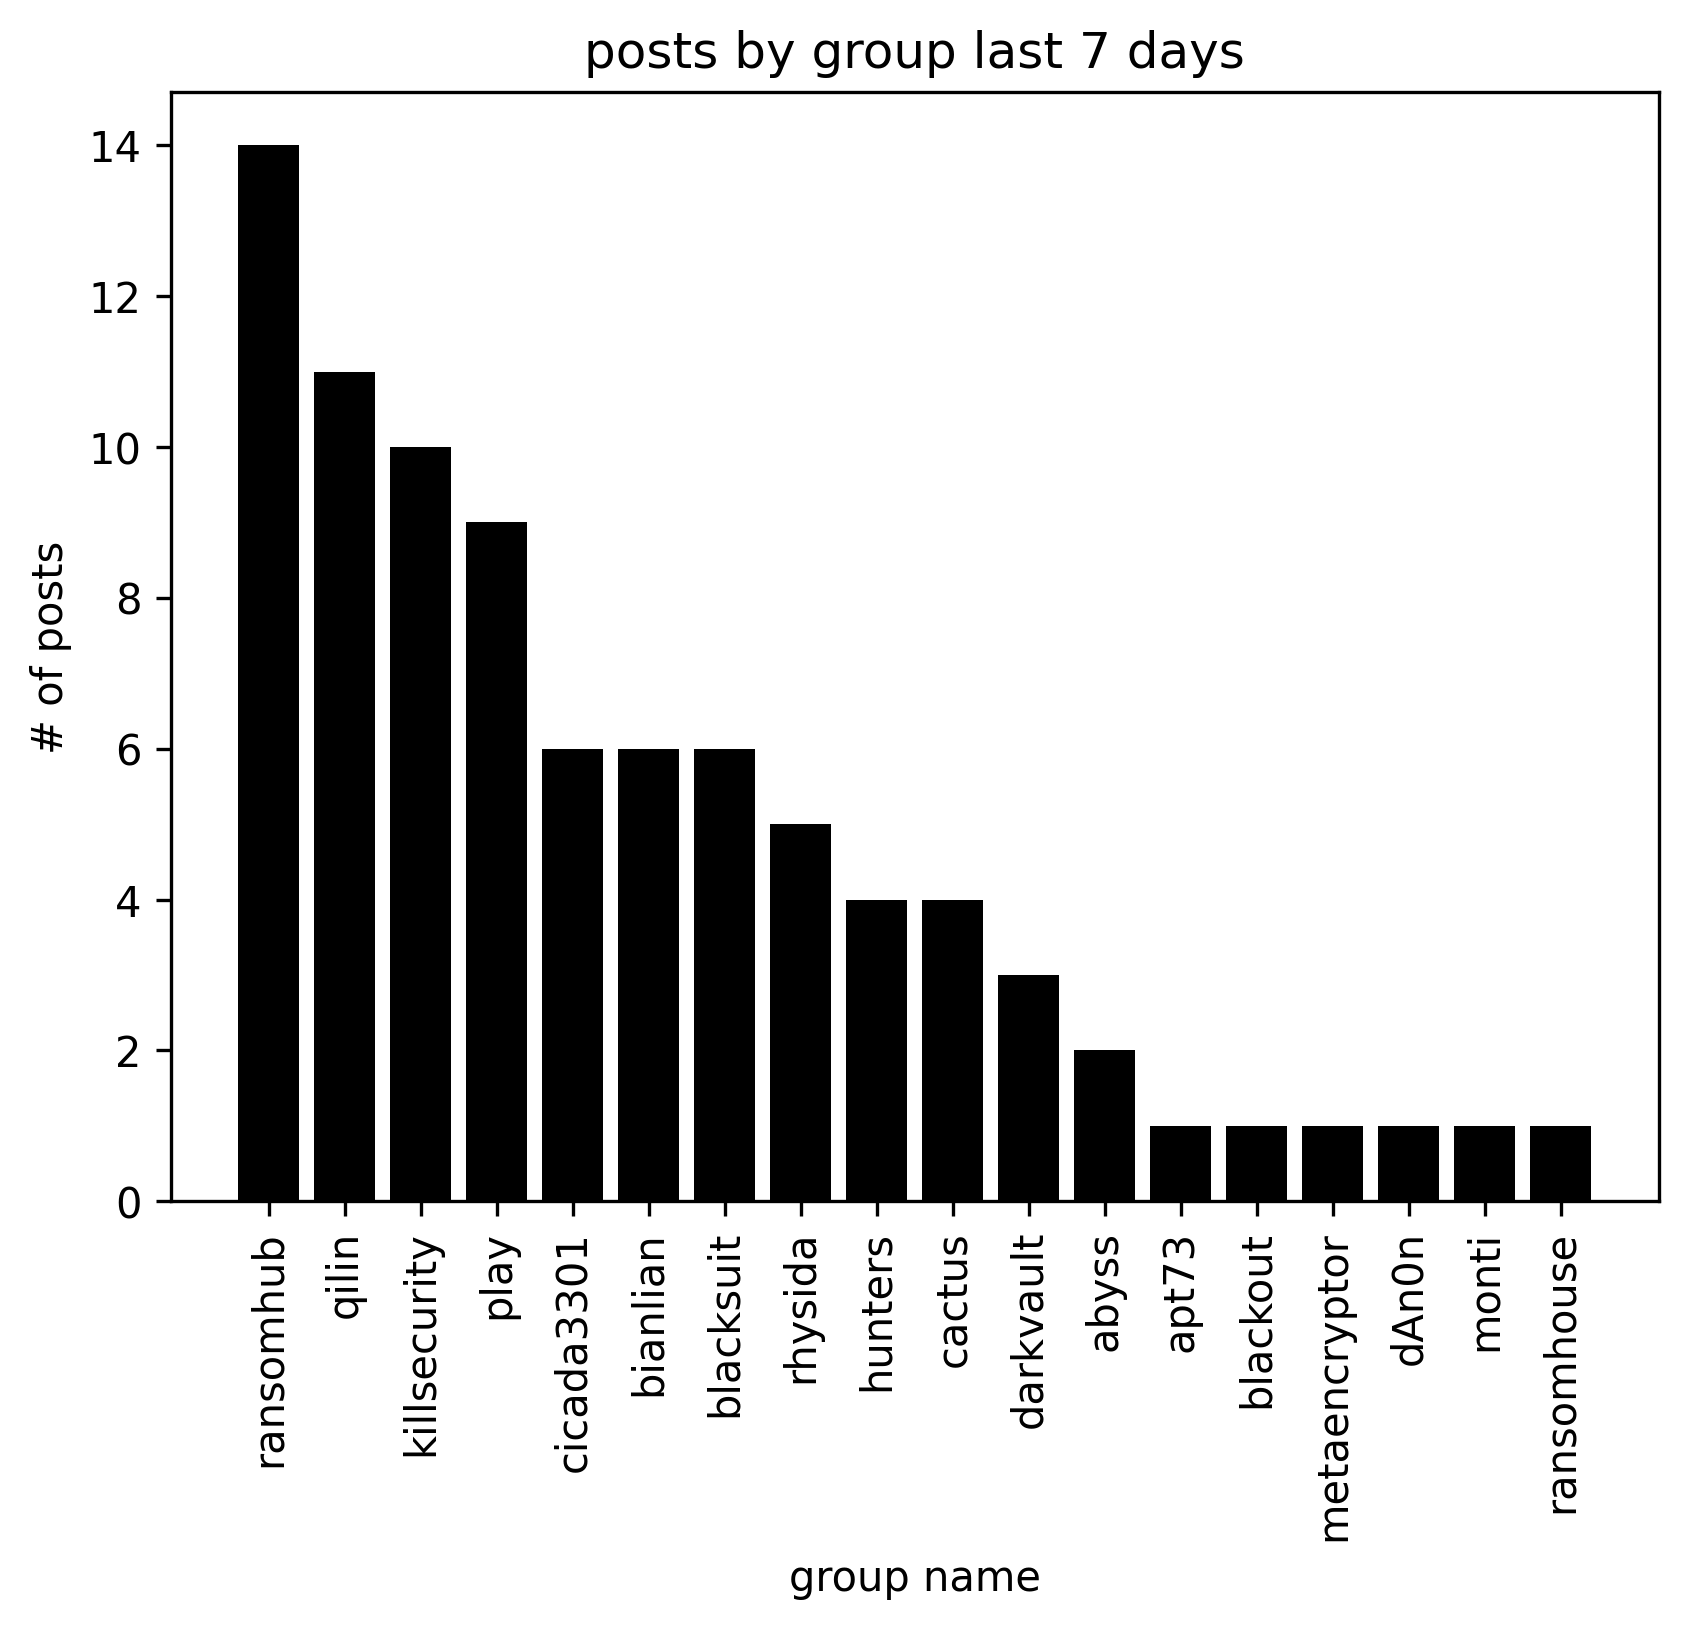 posts by group last 7 days
14
12
10
8
6
4
2
0
# of posts
ransomhub
qilin
killsecurity
play
cicada3301
bianlian
blacksuit
rhysida
hunters
cactus
darkvault
abyss
apt73
blackout
metaencryptor
dAn0n
monti
ransomhouse
group name